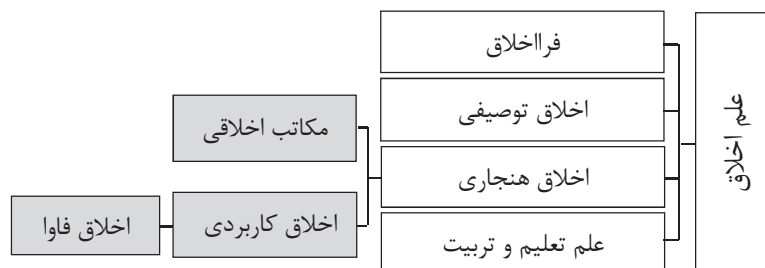 علم اخلاق
فرااخلاق
اخلاق توصیفی
اخلاق هنجاری
علم تعلیم و تربیت
مکاتب اخلاقی
اخلاق کاربردی
اخلاق فاوا